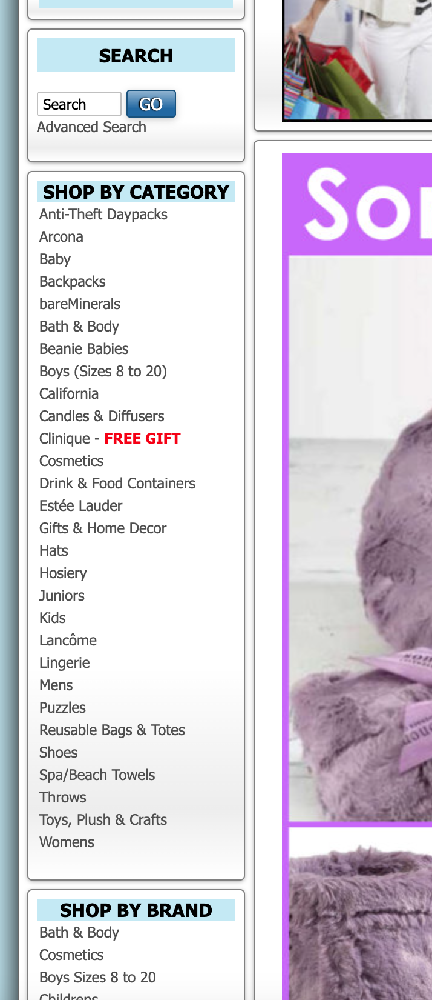 SEARCH
Search GO
Advanced Search
SHOP BY CATEGORY
Anti-Theft Daypacks
Arcona
Baby
Backpacks
bareMinerals
Bath & Body
Beanie Babies
Boys (Sizes 8 to 20)
California
Candles & Diffusers
Clinique - FREE GIFT
Cosmetics
Drink & Food Containers
Estée Lauder
Gifts & Home Decor
Hats
Hosiery
Juniors
Kids
Lancôme
Lingerie
Mens
Puzzles
Reusable Bags & Totes
Shoes
Spa/Beach Towels
Throws
Toys, Plush & Crafts
Womens
SHOP BY BRAND
Bath & Body
Cosmetics
Boys Sizes 8 to 20
Childrens